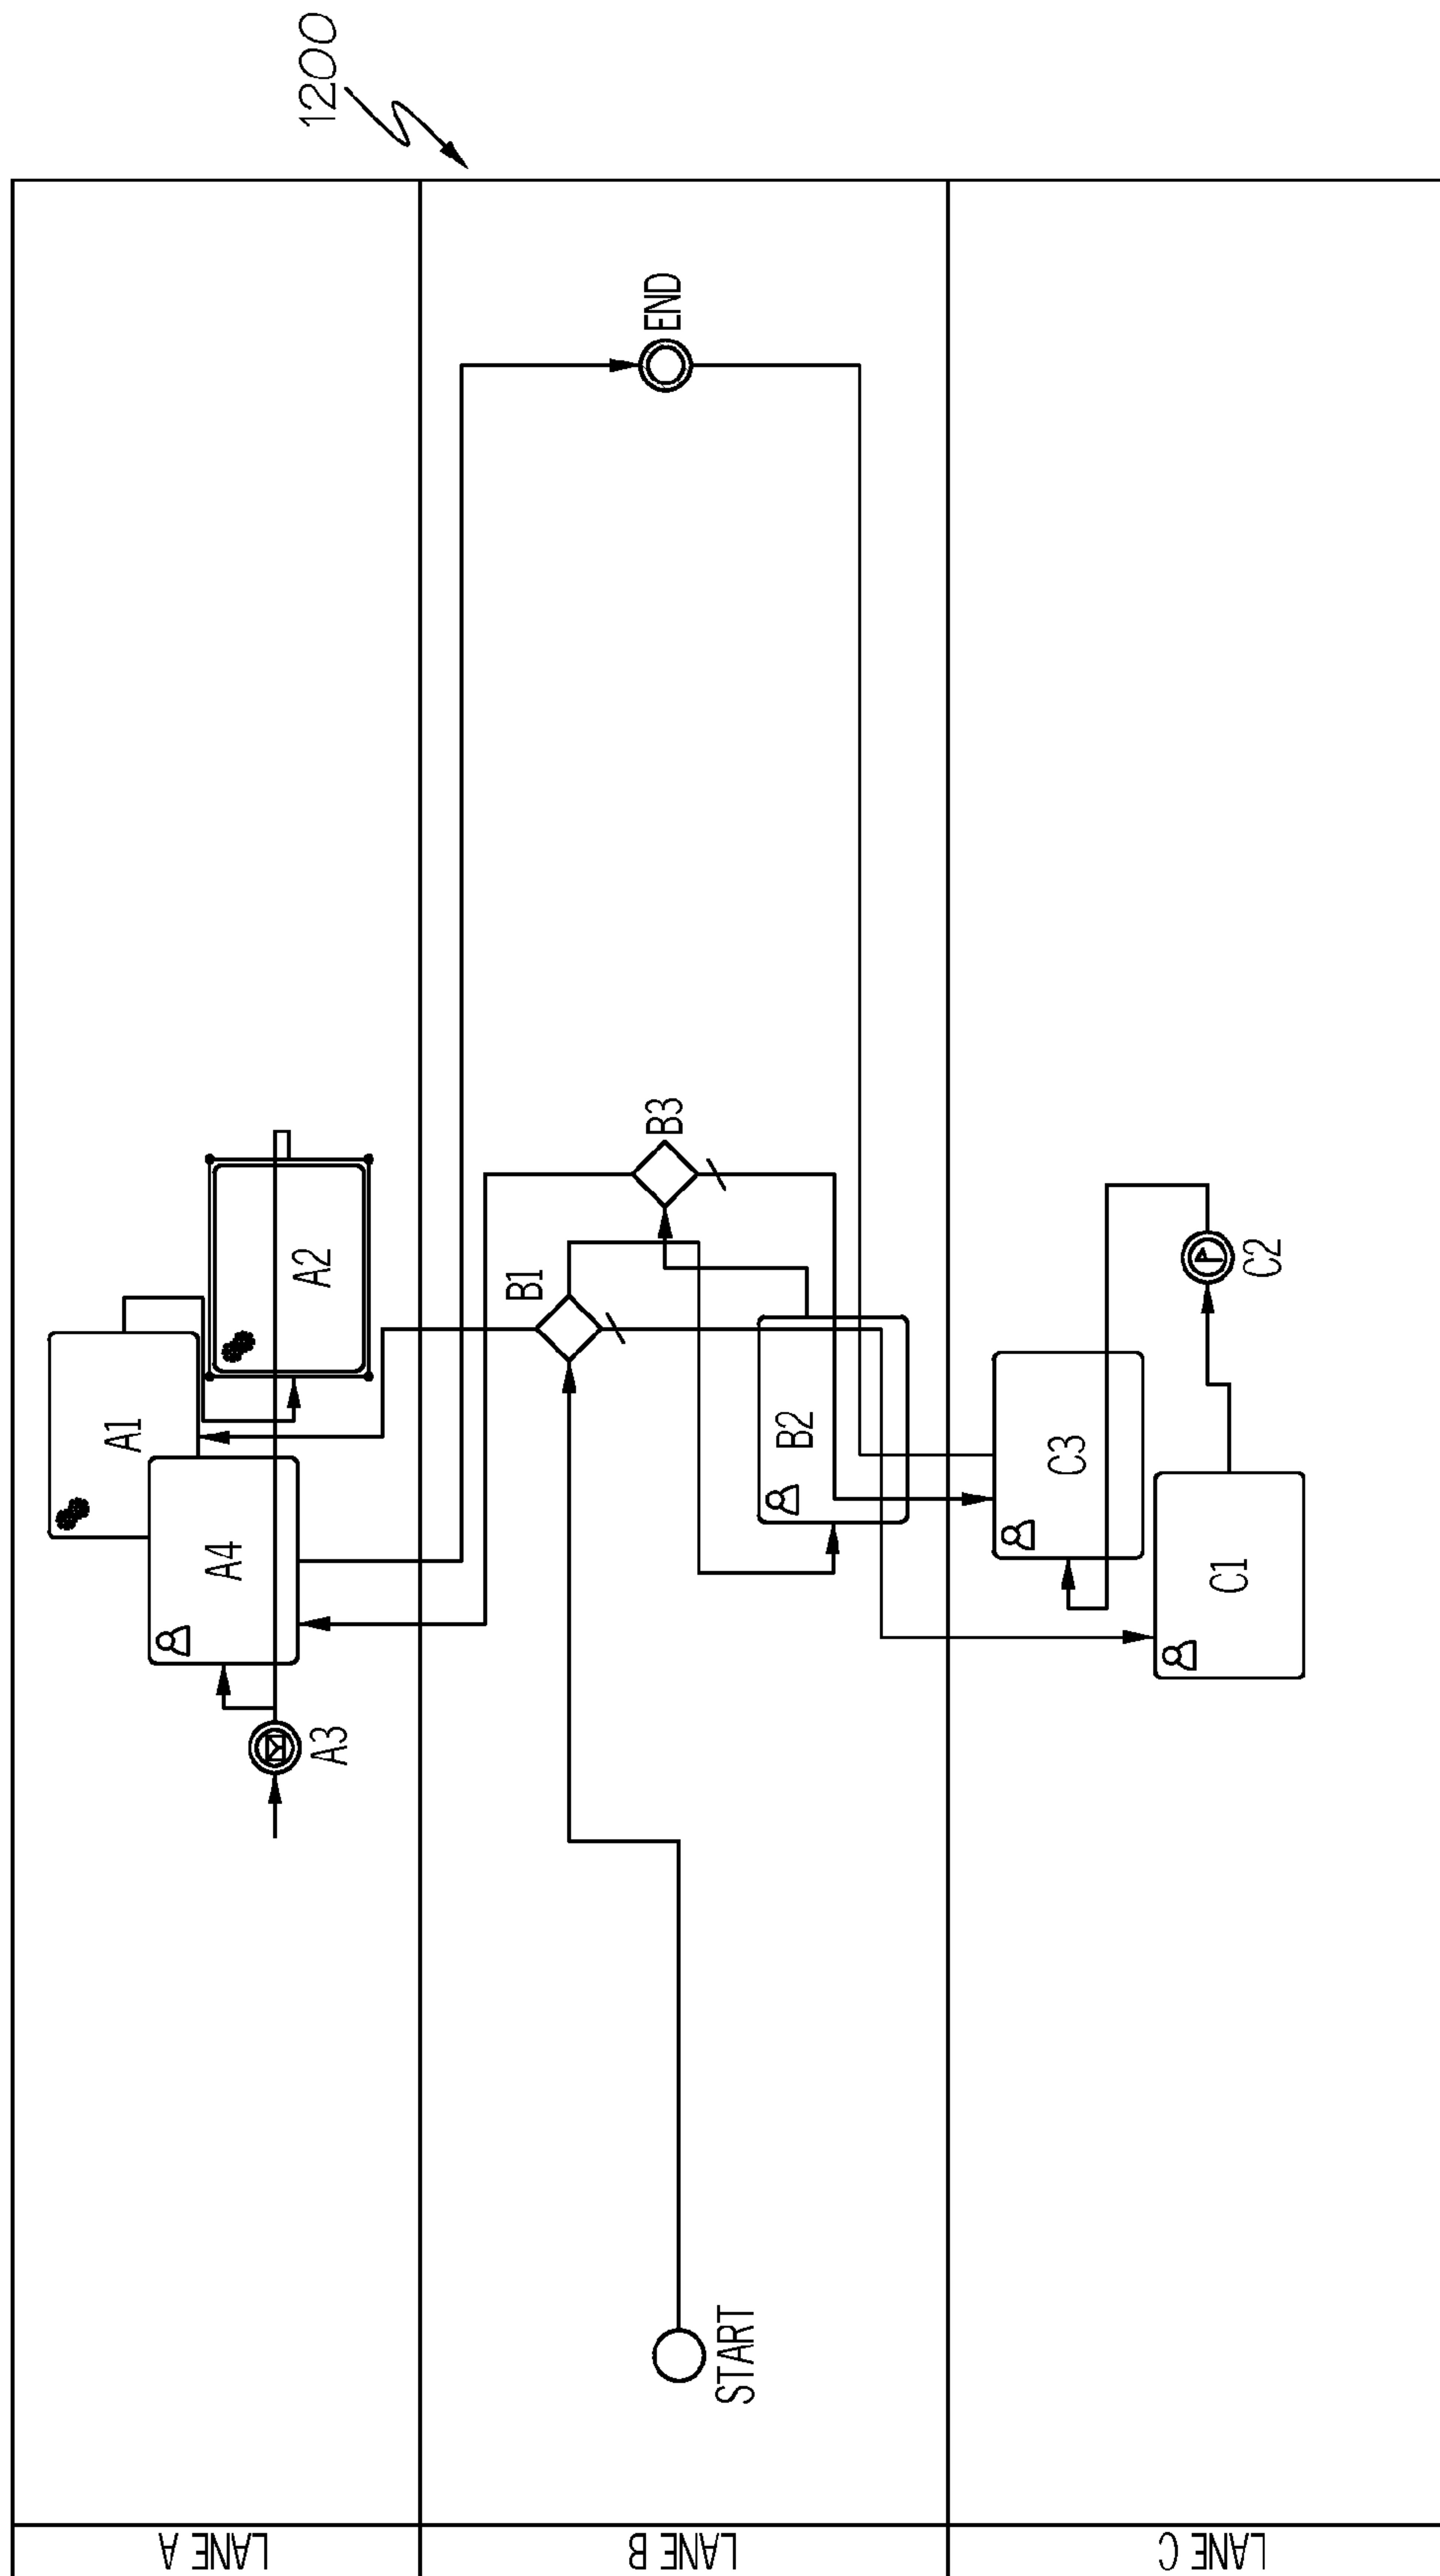 1200
LANE A
A1
A2
A4
A3
LANE B
B1
B3
B2
START
END
LANE C
C3
C1
C2